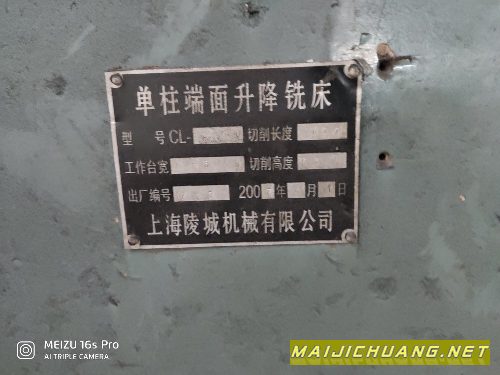 单柱端面升降铣床
型 号 CL- 切削长度
工作台宽 切削高度
出厂编号 200 年 月 日
上海陵城机械有限公司
MEIZU 16s Pro
AI TRIPLE CAMERA
MAIJICHUANG.NET